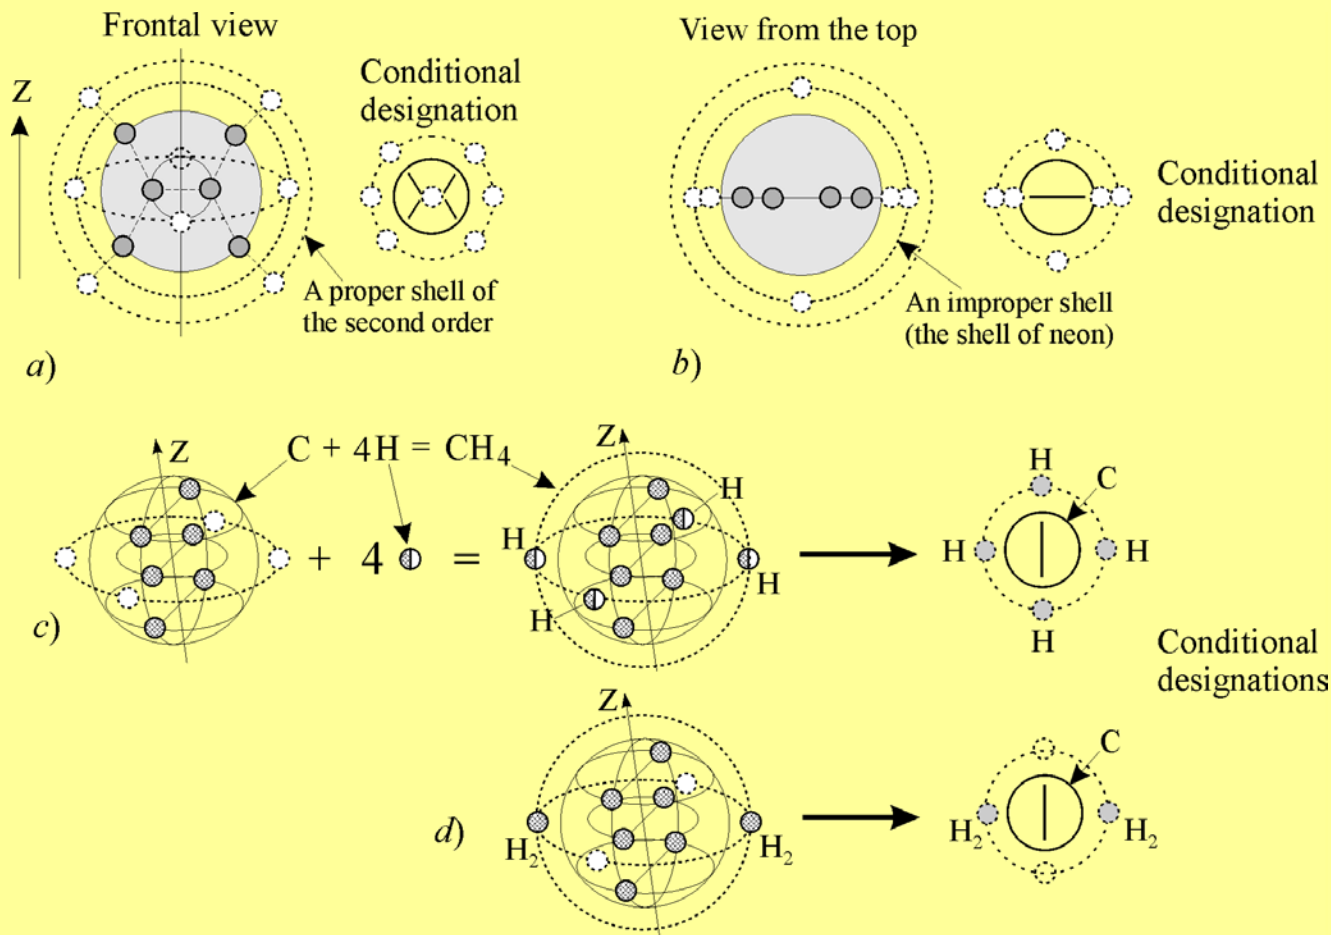 Frontal view
Z
Conditional
designation
A proper shell of
the second order
a)
View from the top
Conditional
designation
An improper shell
(the shell of neon)
b)
Z
C + 4H = CH4
+ 4 =
c)
Z
H
H
H
H
H
C
H
H
H
Conditional
designations
Z
d)
H2
H2
C
H2
H2